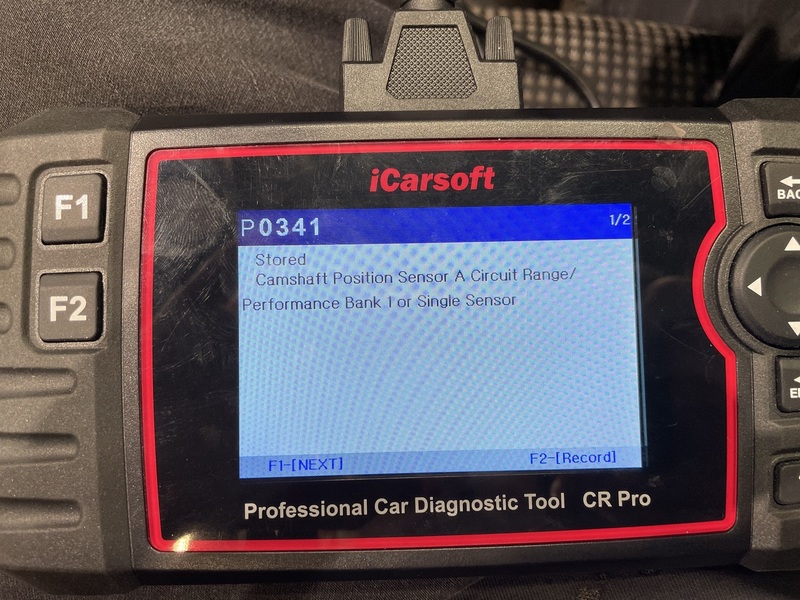 iCarsoft
F1
F2
P0341 1/2
Stored
Camshaft Position Sensor A Circuit Range/
Performance Bank 1 or Single Sensor
F1-[NEXT] F2-[Record]
Professional Car Diagnostic Tool CR Pro